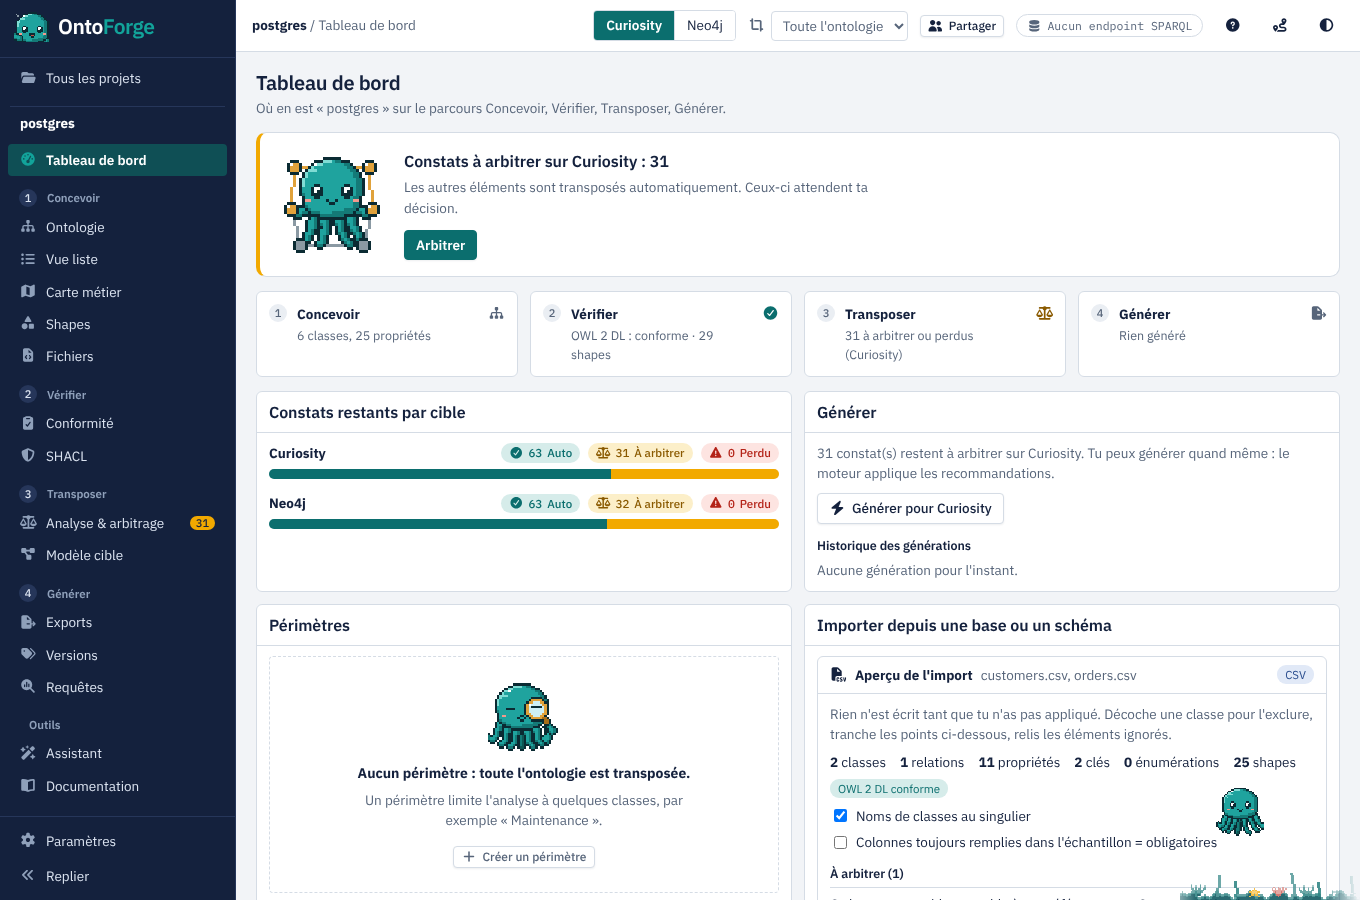 OntoForge
Tous les projets
postgres
Tableau de bord
1 Concevoir
Ontologie
Vue liste
Carte métier
Shapes
Fichiers
2 Vérifier
Conformité
SHACL
3 Transposer
Analyse & arbitrage 31
Modèle cible
4 Générer
Exports
Versions
Requêtes
Outils
Assistant
Documentation
Paramètres
Replier
postgres / Tableau de bord
Curiosity Neo4j Toute l'ontologie Partager Aucun endpoint SPARQL
Tableau de bord
Où en est « postgres » sur le parcours Concevoir, Vérifier, Transposer, Générer.
Constats à arbitrer sur Curiosity : 31
Les autres éléments sont transposés automatiquement. Ceux-ci attendent ta
décision.
Arbitrer
1 Concevoir
6 classes, 25 propriétés
2 Vérifier
OWL 2 DL : conforme · 29
shapes
3 Transposer
31 à arbitrer ou perdus
(Curiosity)
4 Générer
Rien généré
Constats restants par cible
Curiosity 63 Auto 31 À arbitrer 0 Perdu
Neo4j 63 Auto 32 À arbitrer 0 Perdu
Générer
31 constat(s) restent à arbitrer sur Curiosity. Tu peux générer quand même : le
moteur applique les recommandations.
Générer pour Curiosity
Historique des générations
Aucune génération pour l'instant.
Périmètres
Aucun périmètre : toute l'ontologie est transposée.
Un périmètre limite l'analyse à quelques classes, par
exemple « Maintenance ».
Créer un périmètre
Importer depuis une base ou un schéma
Aperçu de l'import customers.csv, orders.csv CSV
Rien n'est écrit tant que tu n'as pas appliqué. Décoche une classe pour l'exclure,
tranche les points ci-dessous, relis les éléments ignorés.
2 classes 1 relations 11 propriétés 2 clés 0 énumérations 25 shapes
OWL 2 DL conforme
Noms de classes au singulier
Colonnes toujours remplies dans l'échantillon = obligatoires
À arbitrer (1)